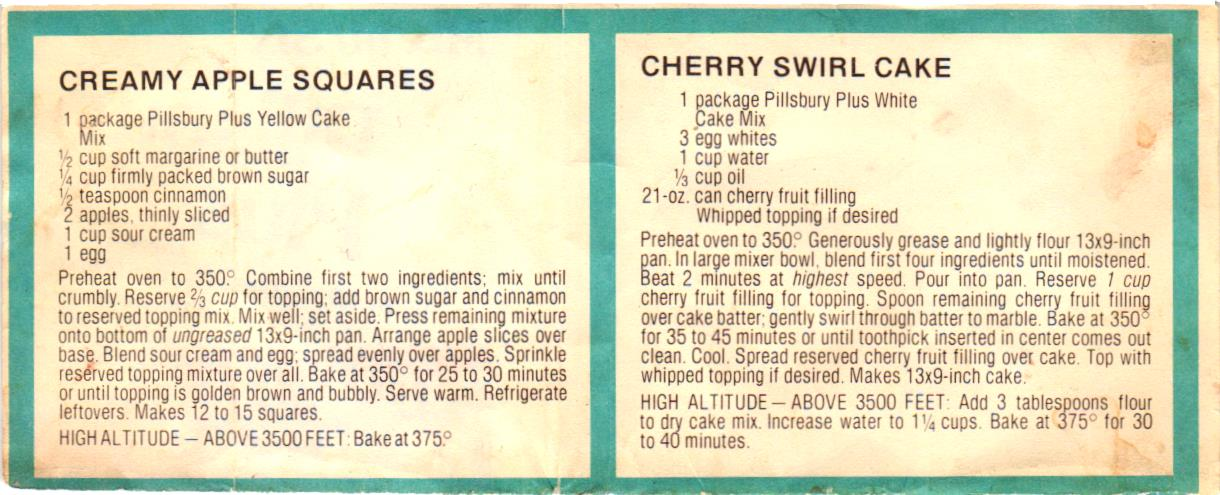 CREAMY APPLE SQUARES
1 package Pillsbury Plus Yellow Cake
Mix
½ cup soft margarine or butter
¼ cup firmly packed brown sugar
½ teaspoon cinnamon
2 apples, thinly sliced
1 cup sour cream
1 egg
Preheat oven to 350°. Combine first two ingredients; mix until
crumbly. Reserve ⅔ cup for topping; add brown sugar and cinnamon
to reserved topping mix. Mix well; set aside. Press remaining mixture
onto bottom of ungreased 13x9-inch pan. Arrange apple slices over
base. Blend sour cream and egg; spread evenly over apples. Sprinkle
reserved topping mixture over all. Bake at 350° for 25 to 30 minutes
or until topping is golden brown and bubbly. Serve warm. Refrigerate
leftovers. Makes 12 to 15 squares.
HIGH ALTITUDE — ABOVE 3500 FEET: Bake at 375°.
CHERRY SWIRL CAKE
1 package Pillsbury Plus White
Cake Mix
3 egg whites
1 cup water
⅓ cup oil
21-oz. can cherry fruit filling
Whipped topping if desired
Preheat oven to 350°. Generously grease and lightly flour 13x9-inch
pan. In large mixer bowl, blend first four ingredients until moistened.
Beat 2 minutes at highest speed. Pour into pan. Reserve 1 cup
cherry fruit filling for topping. Spoon remaining cherry fruit filling
over cake batter; gently swirl through batter to marble. Bake at 350°
for 35 to 45 minutes or until toothpick inserted in center comes out
clean. Cool. Spread reserved cherry fruit filling over cake. Top with
whipped topping if desired. Makes 13x9-inch cake.
HIGH ALTITUDE — ABOVE 3500 FEET: Add 3 tablespoons flour
to dry cake mix. Increase water to 1¼ cups. Bake at 375° for 30
to 40 minutes.